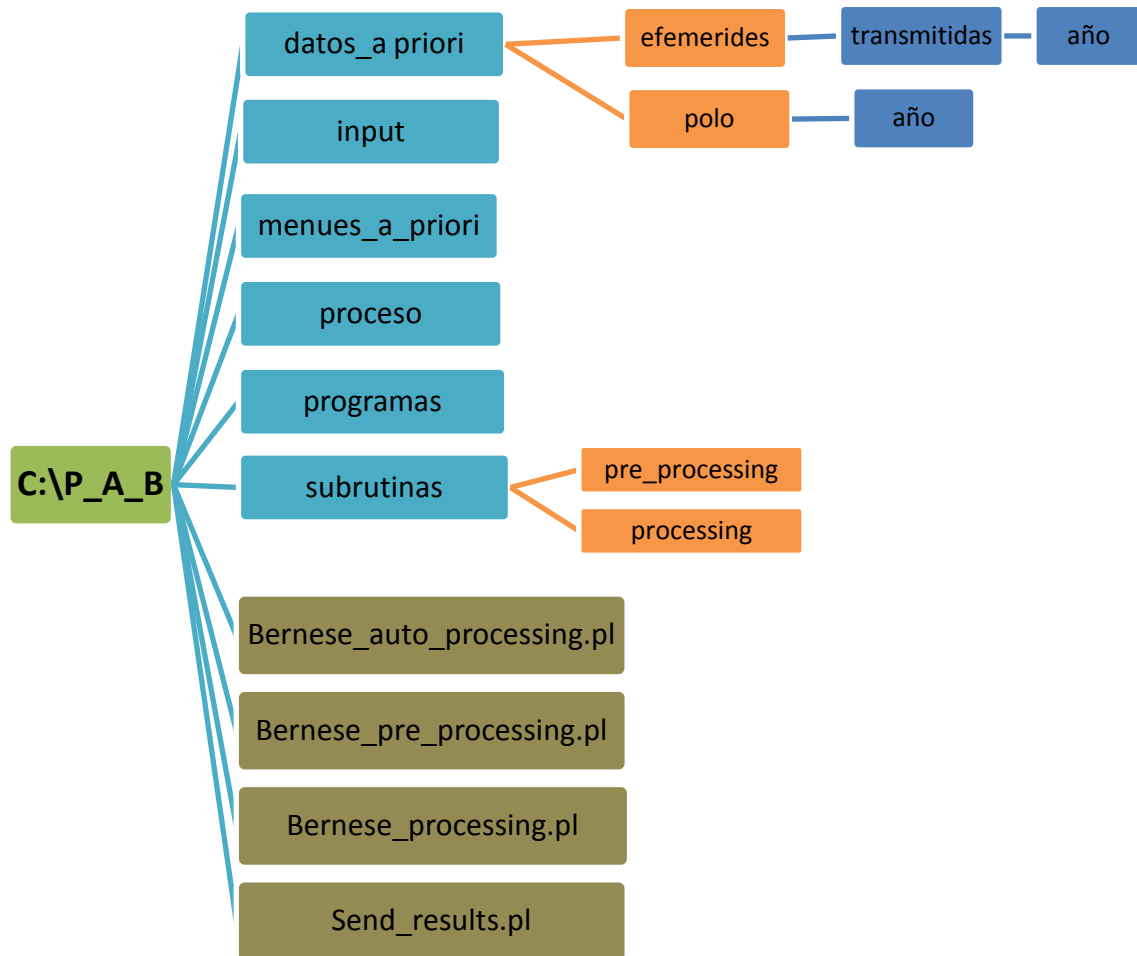 datos_a priori
efemerides
transmitidas
año
polo
año
input
menues_a_priori
proceso
programas
C:\P_A_B
subrutinas
pre_processing
processing
Bernese_auto_processing.pl
Bernese_pre_processing.pl
Bernese_processing.pl
Send_results.pl